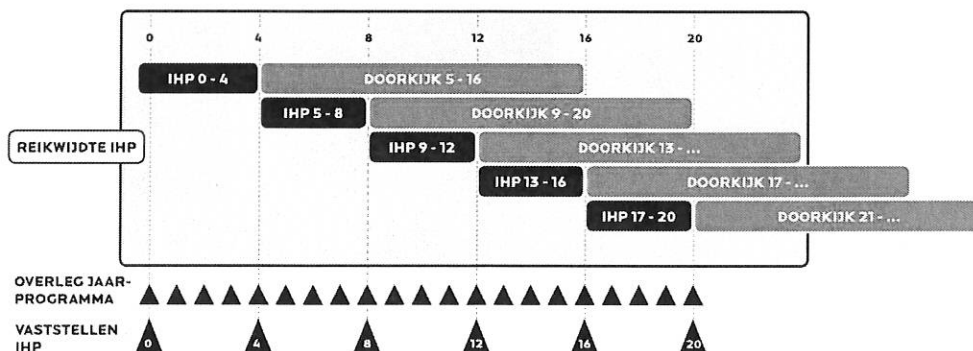 0 4 8 12 16 20
IHP 0 - 4 DOORKIJK 5 - 16
IHP 5 - 8 DOORKIJK 9 - 20
REIKWIJDTE IHP IHP 9 - 12 DOORKIJK 13 - ...
IHP 13 - 16 DOORKIJK 17 - ...
IHP 17 - 20 DOORKIJK 21 - ...
OVERLEG JAAR-
PROGRAMMA
VASTSTELLEN
IHP 0 4 8 12 16 20